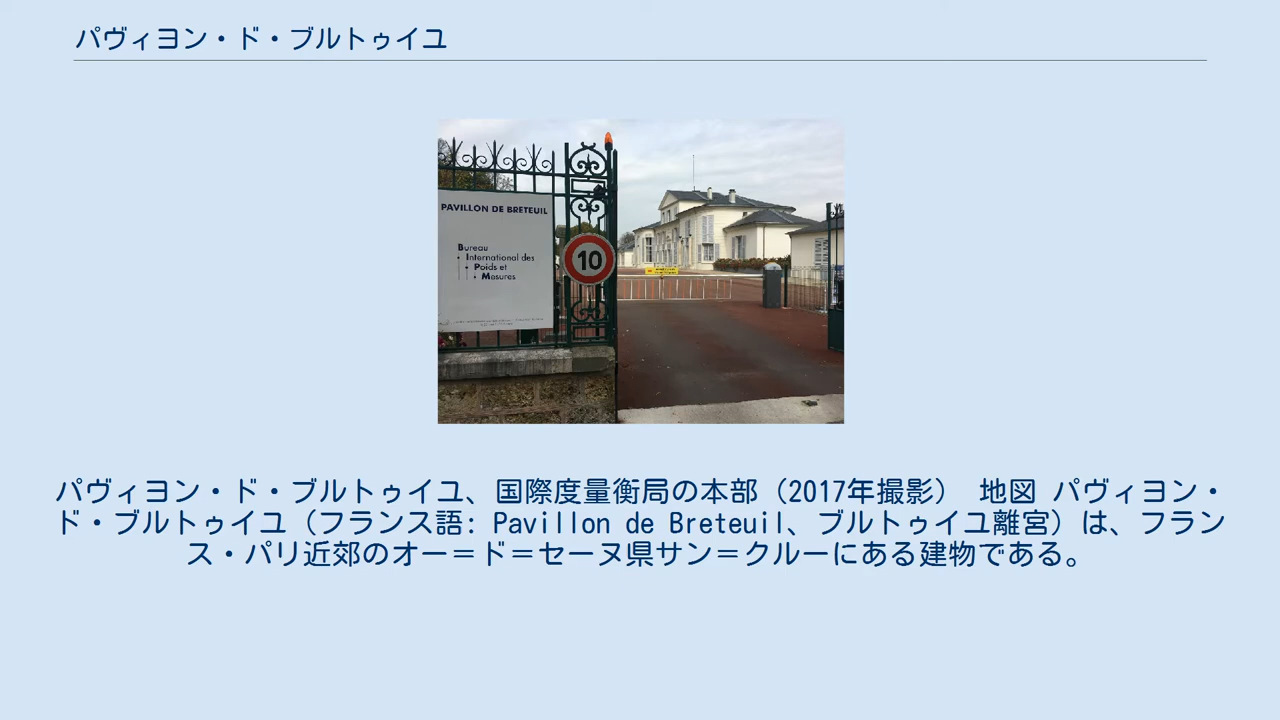 パヴィヨン・ド・ブルトゥイユ
PAVILLON DE BRETEUIL
Bureau
International des
Poids et
Mesures
10
パヴィヨン・ド・ブルトゥイユ、国際度量衡局の本部（2017年撮影） 地図 パヴィヨン・
ド・ブルトゥイユ（フランス語: Pavillon de Breteuil、ブルトゥイユ離宮）は、フラン
ス・パリ近郊のオー＝ド＝セーヌ県サン＝クルーにある建物である。